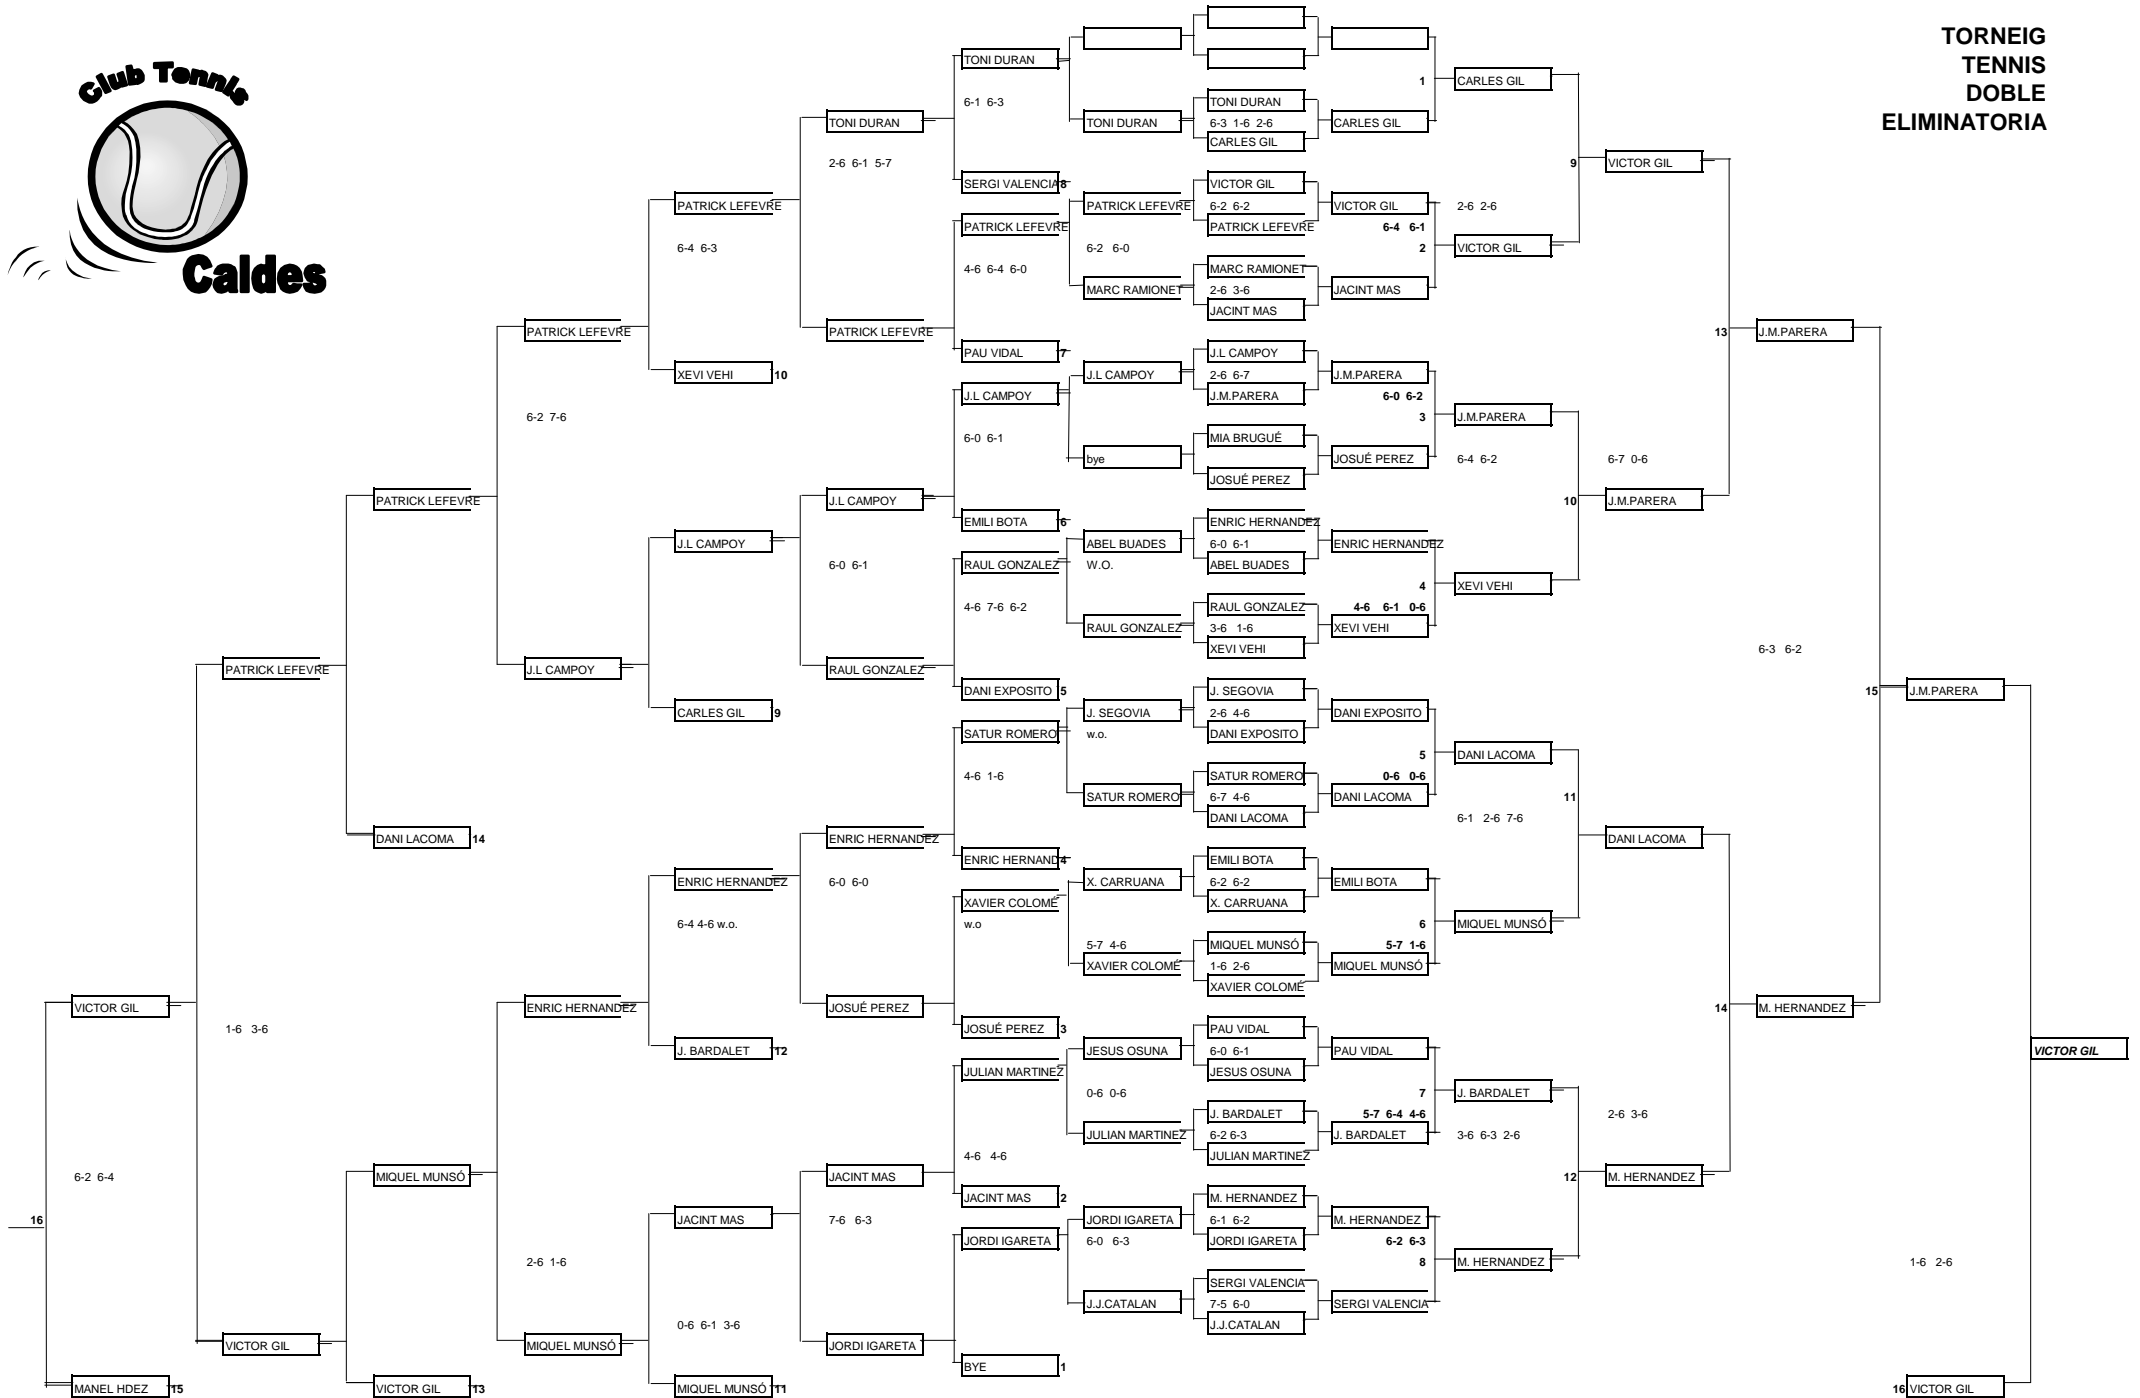 Club Tennis
Caldes
TORNEIG
TENNIS
DOBLE
ELIMINATORIA
VICTOR GIL
6-2 6-4
16
MANEL HDEZ 15
PATRICK LEFEVRE
1-6 3-6
VICTOR GIL
PATRICK LEFEVRE
DANI LACOMA 14
MIQUEL MUNSÓ
VICTOR GIL 13
PATRICK LEFEVRE
6-2 7-6
J.L CAMPOY
ENRIC HERNANDEZ
2-6 1-6
MIQUEL MUNSÓ
PATRICK LEFEVRE
6-4 6-3
XEVI VEHI 10
J.L CAMPOY
CARLES GIL 9
ENRIC HERNANDEZ
6-4 4-6 w.o.
J. BARDALET 12
JACINT MAS
0-6 6-1 3-6
MIQUEL MUNSÓ 11
TONI DURAN
2-6 6-1 5-7
PATRICK LEFEVRE
J.L CAMPOY
6-0 6-1
RAUL GONZALEZ
ENRIC HERNANDEZ
6-0 6-0
JOSUÉ PEREZ
JACINT MAS
7-6 6-3
JORDI IGARETA
TONI DURAN
6-1 6-3
SERGI VALENCIA 8
PATRICK LEFEVRE
4-6 6-4 6-0
PAU VIDAL 7
J.L CAMPOY
6-0 6-1
EMILI BOTA 6
RAUL GONZALEZ
4-6 7-6 6-2
DANI EXPOSITO 5
SATUR ROMERO
4-6 1-6
ENRIC HERNAND 4
XAVIER COLOMÉ
w.o
JOSUÉ PEREZ 3
JULIAN MARTINEZ
4-6 4-6
JACINT MAS 2
JORDI IGARETA
BYE 1
TONI DURAN
PATRICK LEFEVRE
6-2 6-0
MARC RAMIONET
J.L CAMPOY
bye
ABEL BUADES
W.O.
RAUL GONZALEZ
J. SEGOVIA
w.o.
SATUR ROMERO
X. CARRUANA
5-7 4-6
XAVIER COLOMÉ
JESUS OSUNA
0-6 0-6
JULIAN MARTINEZ
JORDI IGARETA
6-0 6-3
J.J.CATALAN
TONI DURAN
6-3 1-6 2-6
CARLES GIL
VICTOR GIL
6-2 6-2
PATRICK LEFEVRE
MARC RAMIONET
2-6 3-6
JACINT MAS
J.L CAMPOY
2-6 6-7
J.M.PARERA
MIA BRUGUÉ
JOSUÉ PEREZ
ENRIC HERNANDEZ
6-0 6-1
ABEL BUADES
RAUL GONZALEZ
3-6 1-6
XEVI VEHI
J. SEGOVIA
2-6 4-6
DANI EXPOSITO
SATUR ROMERO
6-7 4-6
DANI LACOMA
EMILI BOTA
6-2 6-2
X. CARRUANA
MIQUEL MUNSÓ
1-6 2-6
XAVIER COLOMÉ
PAU VIDAL
6-0 6-1
JESUS OSUNA
J. BARDALET
6-2 6-3
JULIAN MARTINEZ
M. HERNANDEZ
6-1 6-2
JORDI IGARETA
SERGI VALENCIA
7-5 6-0
J.J.CATALAN
1
CARLES GIL
VICTOR GIL
6-4 6-1
2
JACINT MAS
J.M.PARERA
6-0 6-2
3
JOSUÉ PEREZ
ENRIC HERNANDEZ
4
4-6 6-1 0-6
XEVI VEHI
DANI EXPOSITO
5
0-6 0-6
DANI LACOMA
EMILI BOTA
6
5-7 1-6
MIQUEL MUNSÓ
PAU VIDAL
7
5-7 6-4 4-6
J. BARDALET
M. HERNANDEZ
6-2 6-3
8
SERGI VALENCIA
CARLES GIL
9
2-6 2-6
VICTOR GIL
J.M.PARERA
6-4 6-2
10
XEVI VEHI
DANI LACOMA
11
6-1 2-6 7-6
MIQUEL MUNSÓ
J. BARDALET
3-6 6-3 2-6
12
M. HERNANDEZ
VICTOR GIL
13
6-7 0-6
J.M.PARERA
DANI LACOMA
14
2-6 3-6
M. HERNANDEZ
J.M.PARERA
6-3 6-2
15
M. HERNANDEZ
J.M.PARERA
1-6 2-6
16 VICTOR GIL
VICTOR GIL